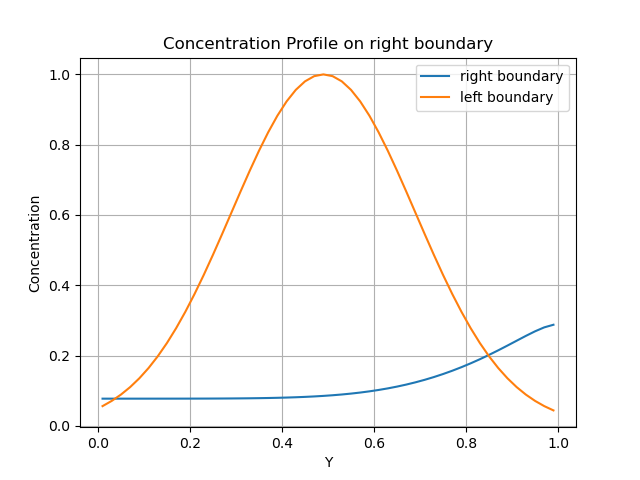 Concentration Profile on right boundary
right boundary
left boundary
1.0
0.8
0.6
0.4
0.2
0.0
Concentration
0.0 0.2 0.4 0.6 0.8 1.0
Y